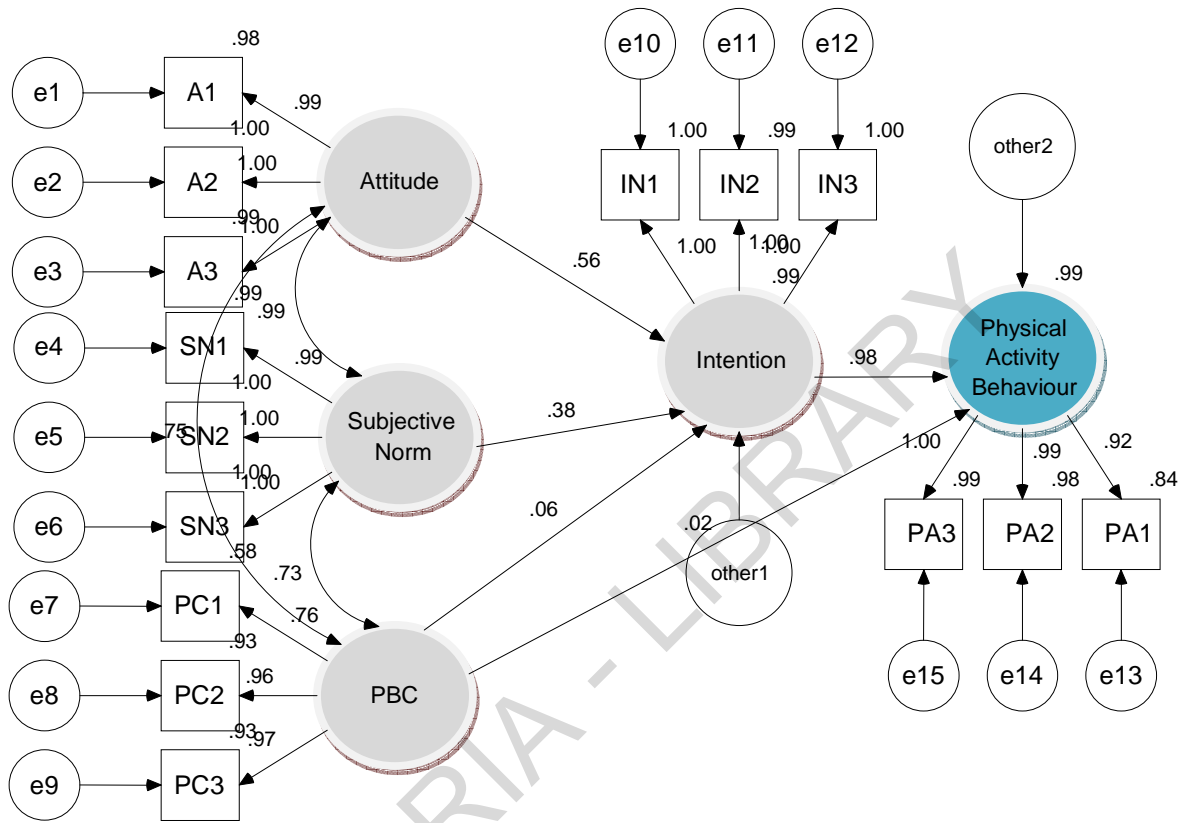 e10
e11
e12
.98
e1
A1
.99
1.00
1.00
.99
1.00
other2
e2
A2
1.00
Attitude
IN1
IN2
IN3
.99
1.00
1.00
1.00
1.00
.56
.99
.99
e3
A3
.99
.99
e4
SN1
.99
Intention
.98
Physical
Activity
Behaviour
1.00
1.00
.38
e5
.75
SN2
Subjective
Norm
1.00
.99
.92
1.00
1.00
.99
.98
.84
e6
SN3
.06
.02
PA3
PA2
PA1
.58
.73
other1
e7
PC1
.76
.93
e15
e14
e13
e8
PC2
.96
PBC
.93
.97
e9
PC3
RIA - LIBRARY